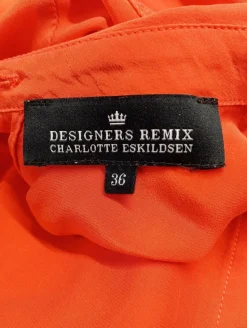 DESIGNERS REMIX
CHARLOTTE ESKILDSEN
36